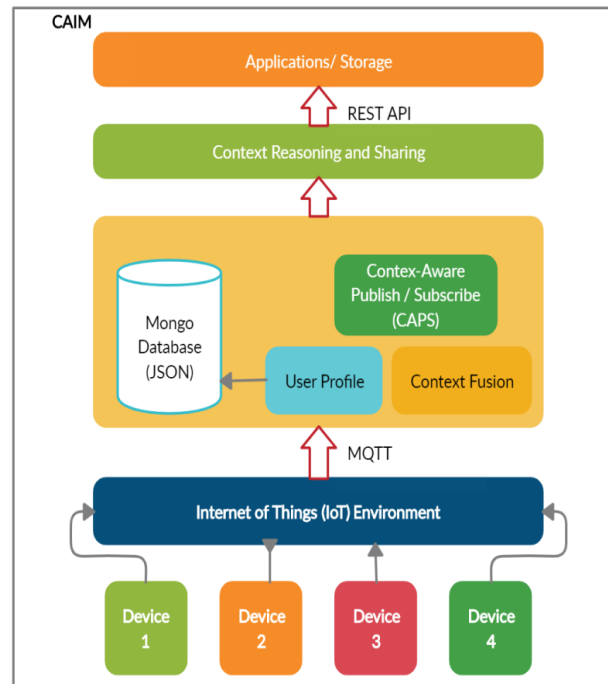 CAIM
Applications/ Storage
REST API
Context Reasoning and Sharing
Contex-Aware
Publish / Subscribe
(CAPS)
Mongo
Database
(JSON)
User Profile
Context Fusion
MQTT
Internet of Things (IoT) Environment
Device
1
Device
2
Device
3
Device
4